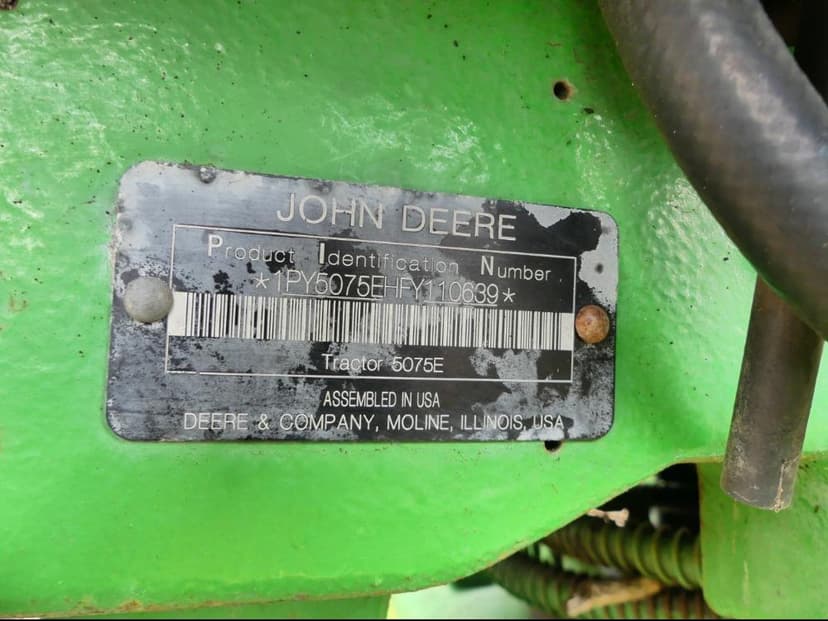 JOHN DEERE
Product Identification Number
*1PY5075EHFY110639*
Tractor 5075E
ASSEMBLED IN USA
DEERE & COMPANY, MOLINE, ILLINOIS, USA